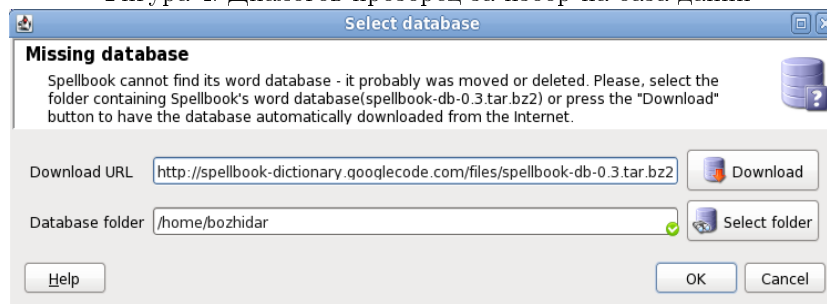 Select database
Missing database
Spellbook cannot find its word database - it probably was moved or deleted. Please, select the
folder containing Spellbook's word database(spellbook-db-0.3.tar.bz2) or press the "Download"
button to have the database automatically downloaded from the Internet.
Download URL http://spellbook-dictionary.googlecode.com/files/spellbook-db-0.3.tar.bz2 Download
Database folder /home/bozhidar Select folder
Help OK Cancel